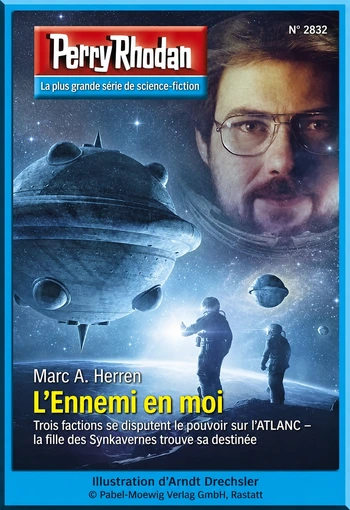 N° 2832
Perry Rhodan
La plus grande série de science-fiction
Marc A. Herren
L'Ennemi en moi
Trois factions se disputent le pouvoir sur l'ATLANC –
la fille des Synkavernes trouve sa destinée
Illustration d'Arndt Drechsler
© Pabel-Moewig Verlag GmbH, Rastatt